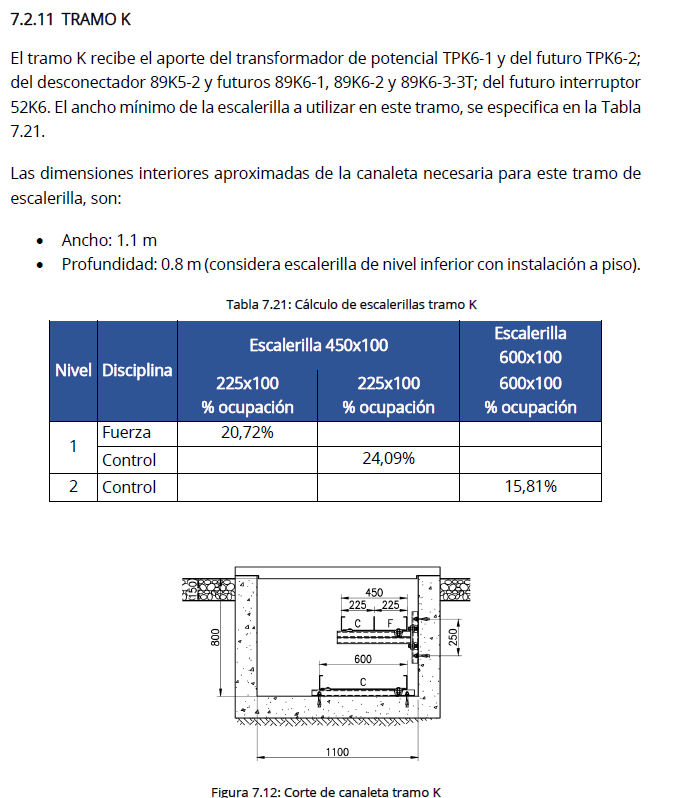 7.2.11 TRAMO K
El tramo K recibe el aporte del transformador de potencial TPK6-1 y del futuro TPK6-2;
del desconectador 89K5-2 y futuros 89K6-1, 89K6-2 y 89K6-3-3T; del futuro interruptor
52K6. El ancho mínimo de la escalerilla a utilizar en este tramo, se especifica en la Tabla
7.21.
Las dimensiones interiores aproximadas de la canaleta necesaria para este tramo de
escalerilla, son:
• Ancho: 1.1 m
• Profundidad: 0.8 m (considera escalerilla de nivel inferior con instalación a piso).
Tabla 7.21: Cálculo de escalerillas tramo K
Nivel Disciplina Escalerilla 450x100 Escalerilla
600x100
225x100 225x100 600x100
% ocupación % ocupación % ocupación
1 Fuerza 20,72%
Control 24,09%
2 Control 15,81%
150
450
225 225
C F
800
250
600
C
1100
Figura 7.12: Corte de canaleta tramo K